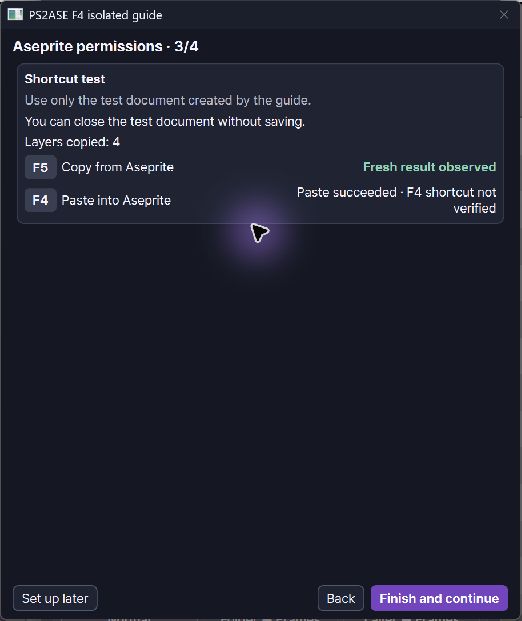 PS2ASE F4 isolated guide
Aseprite permissions · 3/4
Shortcut test
Use only the test document created by the guide.
You can close the test document without saving.
Layers copied: 4
F5 Copy from Aseprite Fresh result observed
F4 Paste into Aseprite Paste succeeded · F4 shortcut not
verified
Set up later Back Finish and continue